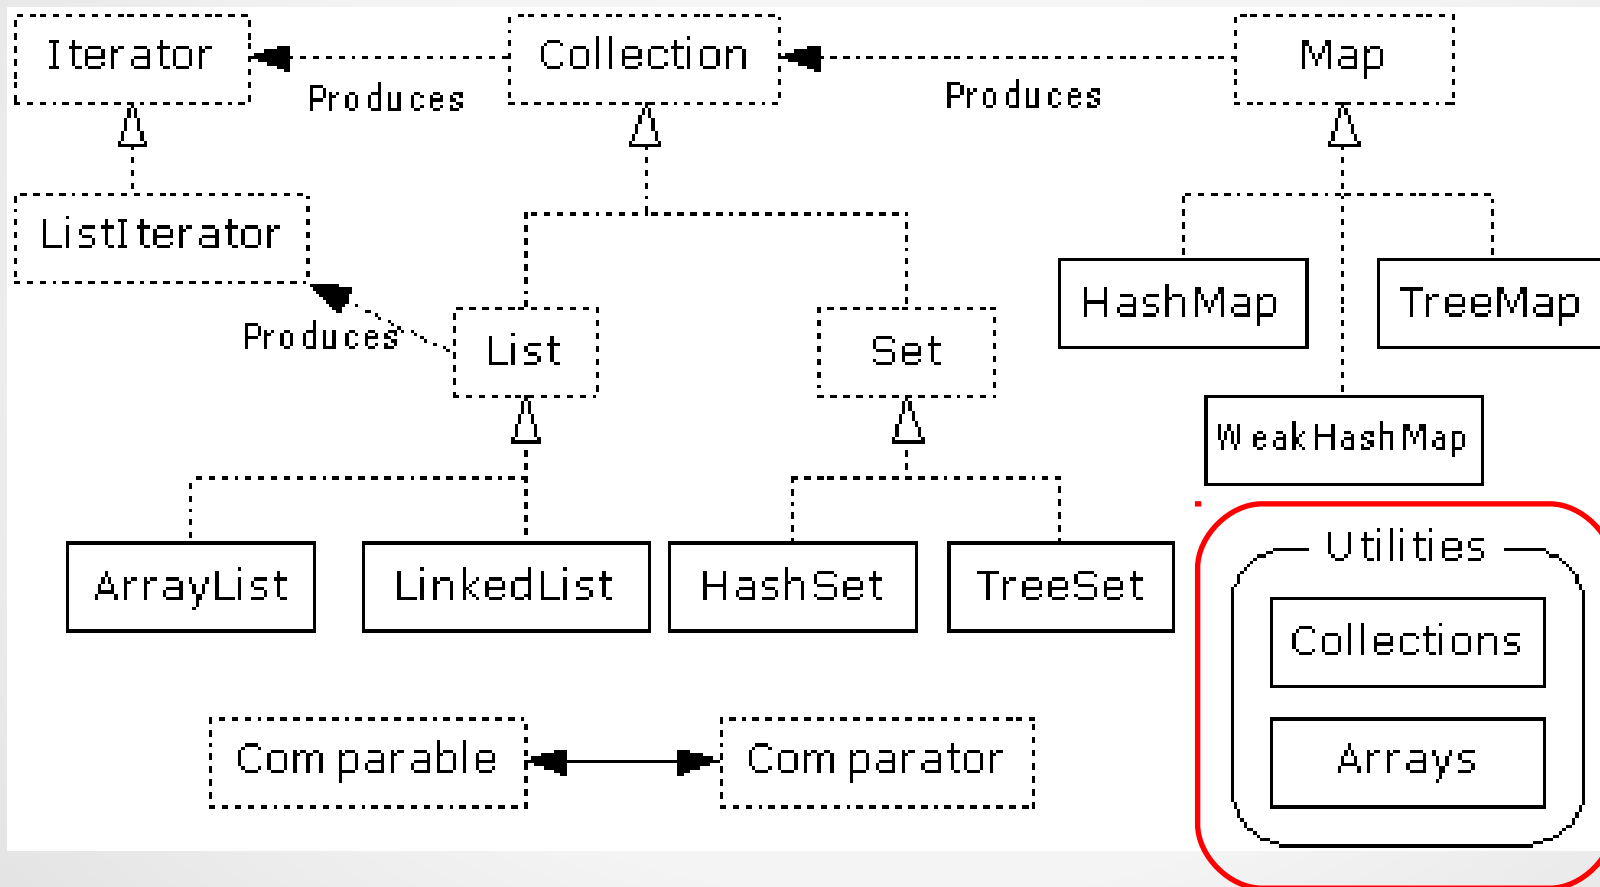 Iterator
Collection
Map
Produces
Produces
ListIterator
Produces
List
Set
HashMap
TreeMap
WeakHashMap
ArrayList
LinkedList
HashSet
TreeSet
Utilities
Collections
Arrays
Comparable
Comparator